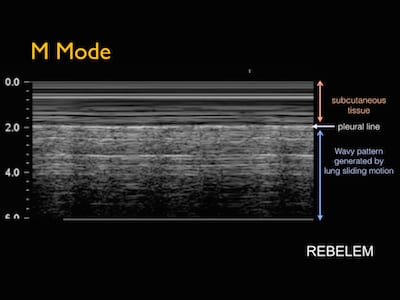 M Mode
0.0
subcutaneous
tissue
2.0
pleural line
Wavy pattern
generated by
lung sliding motion
4.0
6.0
REBELEM